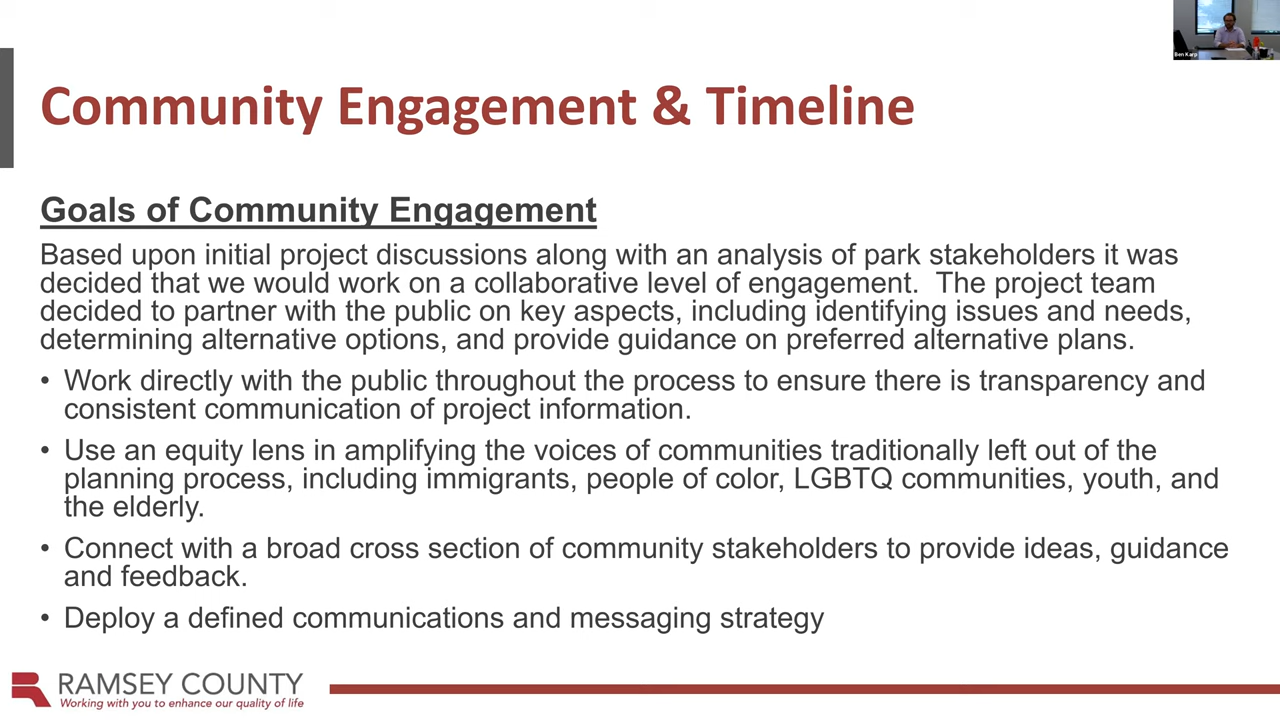 Ben Karp
Community Engagement & Timeline
Goals of Community Engagement
Based upon initial project discussions along with an analysis of park stakeholders it was
decided that we would work on a collaborative level of engagement.  The project team
decided to partner with the public on key aspects, including identifying issues and needs,
determining alternative options, and provide guidance on preferred alternative plans.
• Work directly with the public throughout the process to ensure there is transparency and
consistent communication of project information.
• Use an equity lens in amplifying the voices of communities traditionally left out of the
planning process, including immigrants, people of color, LGBTQ communities, youth, and
the elderly.
• Connect with a broad cross section of community stakeholders to provide ideas, guidance
and feedback.
• Deploy a defined communications and messaging strategy
RAMSEY COUNTY
Working with you to enhance our quality of life